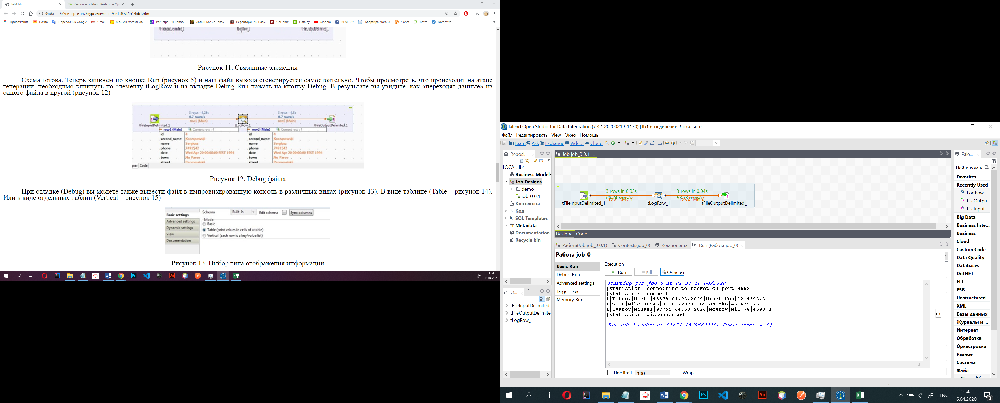 lab1.htm
Resources - Talend Real-Time Op
Файл
D:/Университет/3курс/6семестр/СиТИОД/lb1/lab1.htm
Приложения
Почта
Переводчик Google
Gmail
Мой AliExpress: Уп...
Регистрация новог...
Лапин Борис - ска...
Рефакторинг и Пат...
GoHome
Hata.by
Sindom
REALT.BY
Квартира-Дом.BY
Slanet
Resta
Domovita
»
tFileInputDelimited_1
tLogRow_1
tFileOutputDelimited_1
Рисунок 11. Связанные элементы
Схема готова. Теперь кликнем по кнопке Run (рисунок 5) и наш файл вывода сгенерируется самостоятельно. Чтобы просмотреть, что происходит на этапе
генерации, необходимо кликнуть по элементу tLogRow и на вкладке Debug Run нажать на кнопку Debug. В результате вы увидите, как «переходят данные» из
одного файла в другой (рисунок 12)
3 rows - 4.28s
0.7 rows/s
row1 (Main)
3 rows - 4.3s
0.7 rows/s
row2 (Main)
tFileInputDelimited_1
tLogRow_1
tFileOutputDelimited_1
row1 (Main)
Current row : 4
row2 (Main)
Current row : 4
id 4
second_name Koczanowski
name Sergiusz
phone 7491542
date Wed Apr 20 00:00:00 FEST 1994
town Nu_Paree
street Pervomajskij
id 4
second_name Koczanowski
name Sergiusz
phone 7491542
date Wed Apr 20 00:00:00 FEST 1994
town Nu_Paree
street Pervomajskij
gner Code
Рисунок 12. Debug файла
При отладке (Debug) вы можете также вывести файл в импровизированную консоль в различных видах (рисунок 13). В виде таблице (Table – рисунок 14).
Или в виде отдельных таблиц (Vertical – рисунок 15)
Basic settings
Advanced settings
Dynamic settings
View
Documentation
Schema
Built-In
Edit schema
Sync columns
Mode
Basic
Table (print values in cells of a table)
Vertical (each row is a key/value list)
Рисунок 13. Выбор типа отображения информации
1:34
16.04.2020
Talend Open Studio for Data Integration (7.3.1.20200219_1130) | lb1 (Соединение: Локально)
Файл Редактировать View Окно Помощь
Learn Ask Exchange Videos Cloud
Reposi...
LOCAL: lb1
Business Models
Job Designs
demo
job_0 0.1
Контексты
Код
SQL Templates
Metadata
Documentation
Recycle bin
О...
tFileInputDelimited_
tFileOutputDelimite
tLogRow_1
Job job_0 0.1
3 rows in 0,03s
88,24 rows/s
row1 (Main)
3 rows in 0,04s
83,33 rows/s
row2 (Main)
tFileInputDelimited_1
tLogRow_1
tFileOutputDelimited_1
Designer Code
Работа(Job job_0 0.1)
Contexts(job_0)
Компонента
Run (Работа job_0)
Работа job_0
Basic Run
Debug Run
Advanced settings
Target Exec
Memory Run
Execution
Run
Kill
Очистит
Starting job job_0 at 01:34 16/04/2020.
[statistics] connecting to socket on port 3662
[statistics] connected
1|Petrov|Misha|45678|01.03.2020|Minst|Hop|12|4393.3
1|Smit|Mike|76543|01.03.2020|Boston|Mko|45|4393.3
1|Ivanov|Mihael|98765|04.03.2020|Moskow|Nil|78|4393.3
[statistics] disconnected
Job job_0 ended at 01:34 16/04/2020. [exit code  = 0]
Line limit
100
Wrap
>>
Pale...
Найти компо
Favorites
Recently Used
tLogRow
tFileOutpu...
tFileInput...
Big Data
Business Inte...
Business
Cloud
Custom Code
Data Quality
Databases
DotNET
ELT
ESB
Unstructured
XML
Базы данных
Журналы и ...
Интернет
Обработка
Оркестровка
Разное
Система
Файл
ENG
1:34
16.04.2020
3